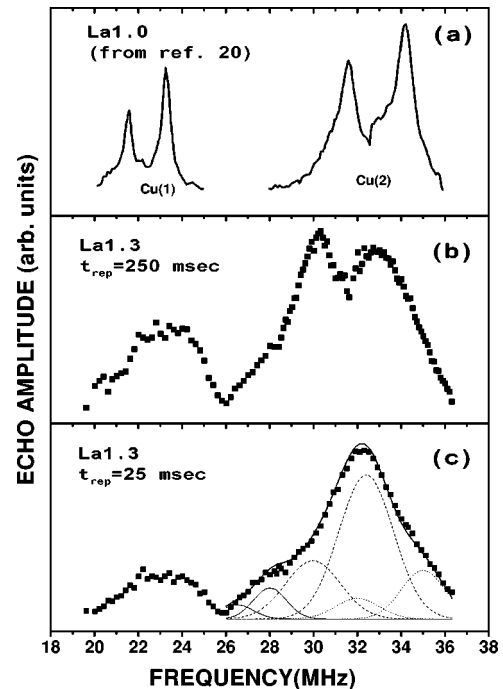 La1.0
(from ref. 20)
(a)
Cu(1)
Cu(2)
La1.3
t_rep=250 msec
(b)
La1.3
t_rep=25 msec
(c)
ECHO AMPLITUDE (arb. units)
18 20 22 24 26 28 30 32 34 36 38
FREQUENCY(MHz)